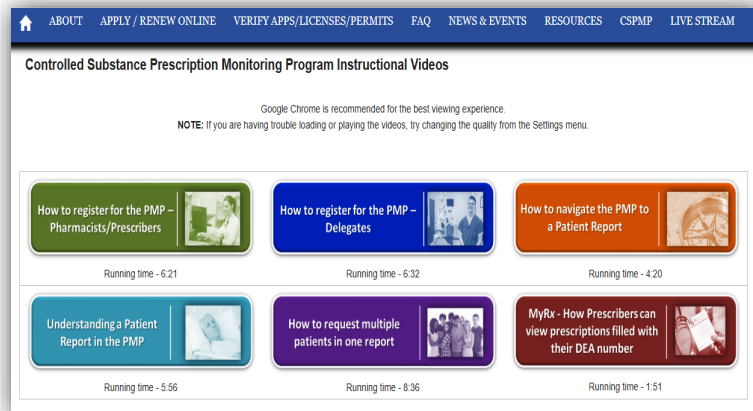 ABOUT APPLY / RENEW ONLINE VERIFY APPS/LICENSES/PERMITS FAQ NEWS & EVENTS RESOURCES CSPMP LIVE STREAM
Controlled Substance Prescription Monitoring Program Instructional Videos
Google Chrome is recommended for the best viewing experience.
NOTE: If you are having trouble loading or playing the videos, try changing the quality from the Settings menu.
How to register for the PMP –
Pharmacists/Prescribers
Running time - 6:21
How to register for the PMP –
Delegates
Running time - 6:32
How to navigate the PMP to
a Patient Report
Running time - 4:20
Understanding a Patient
Report in the PMP
Running time - 5:56
How to request multiple
patients in one report
Running time - 8:36
MyRx - How Prescribers can
view prescriptions filled with
their DEA number
Running time - 1:51